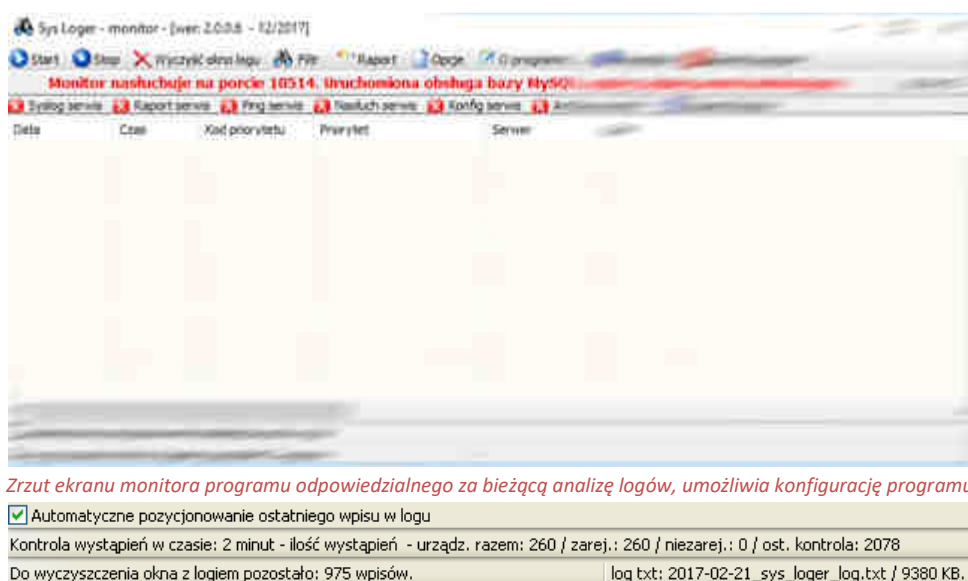 Sys Loger - monitor - [wer: 2.0.0.6 - 12/2017]
Start Stop Wyczyść okno logu Filtr Raport Opcje O programie
Monitor nasłuchuje na porcie 10514. Uruchomiona obsługa bazy MySQL
Syslog serwis Raport serwis Ping serwis Nasłuch serwis Konfig serwis
Data Czas Kod priorytetu Priorytet Serwer
Zrzut ekranu monitora programu odpowiedzialnego za bieżącą analizę logów, umożliwia konfigurację programu
Automatyczne pozycjonowanie ostatniego wpisu w logu
Kontrola wystąpień w czasie: 2 minut - ilość wystąpień - urządz. razem: 260 / zarej.: 260 / niezarej.: 0 / ost. kontrola: 2078
Do wyczyszczenia okna z logiem pozostało: 975 wpisów. log txt: 2017-02-21_sys_loger_log.txt / 9380 KB.